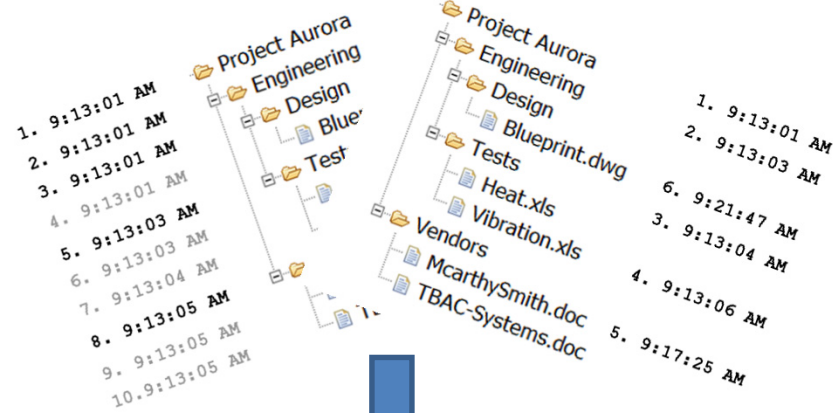 1. 9:13:01 AM
2. 9:13:01 AM
3. 9:13:01 AM
4. 9:13:01 AM
5. 9:13:03 AM
6. 9:13:03 AM
7. 9:13:04 AM
8. 9:13:05 AM
9. 9:13:05 AM
10.9:13:05 AM
Project Aurora
Engineering
Design
Blue
Test
Project Aurora
Engineering
Design
Blueprint.dwg
Tests
Heat.xls
Vibration.xls
Vendors
McarthySmith.doc
TBAC-Systems.doc
1. 9:13:01 AM
2. 9:13:03 AM
6. 9:21:47 AM
3. 9:13:04 AM
4. 9:13:06 AM
5. 9:17:25 AM